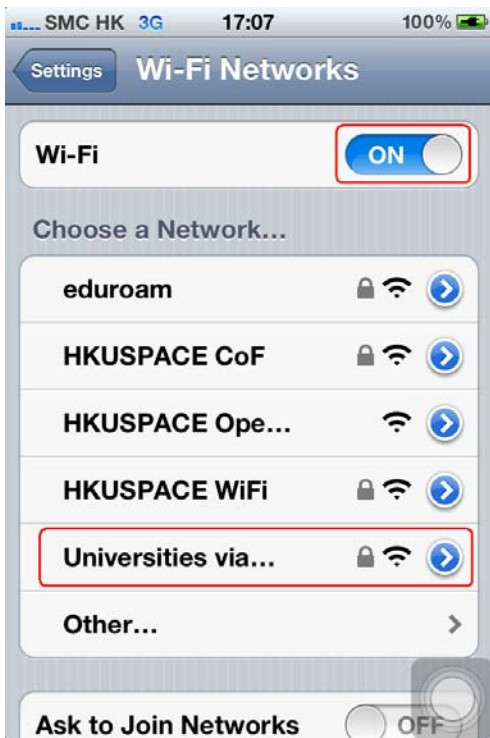 SMC HK 3G 17:07 100%
Settings Wi-Fi Networks
Wi-Fi ON
Choose a Network...
eduroam
HKUSPACE CoF
HKUSPACE Ope...
HKUSPACE WiFi
Universities via...
Other...
Ask to Join Networks OFF